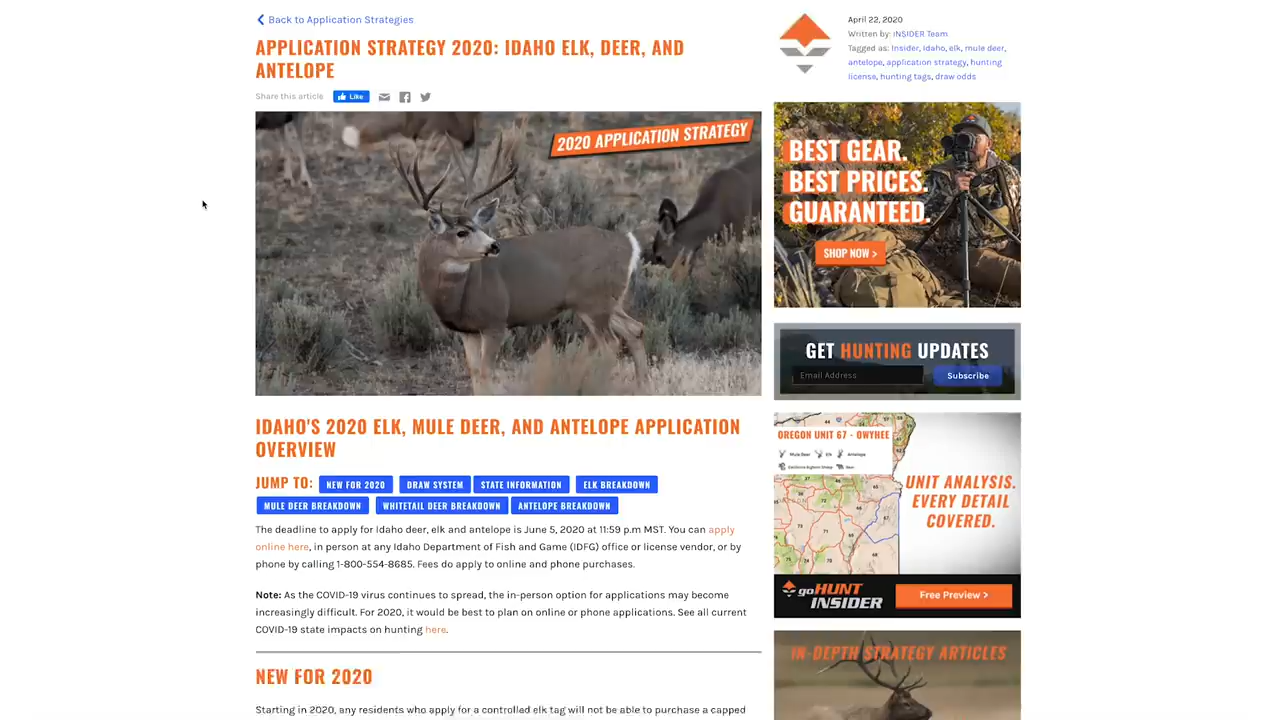 Back to Application Strategies
APPLICATION STRATEGY 2020: IDAHO ELK, DEER, AND
ANTELOPE
Share this article
Like
2020 APPLICATION STRATEGY
IDAHO'S 2020 ELK, MULE DEER, AND ANTELOPE APPLICATION
OVERVIEW
JUMP TO: NEW FOR 2020 DRAW SYSTEM STATE INFORMATION ELK BREAKDOWN
MULE DEER BREAKDOWN WHITETAIL DEER BREAKDOWN ANTELOPE BREAKDOWN
The deadline to apply for Idaho deer, elk and antelope is June 5, 2020 at 11:59 p.m MST. You can apply
online here, in person at any Idaho Department of Fish and Game (IDFG) office or license vendor, or by
phone by calling 1-800-554-8685. Fees do apply to online and phone purchases.
Note: As the COVID-19 virus continues to spread, the in-person option for applications may become
increasingly difficult. For 2020, it would be best to plan on online or phone applications. See all current
COVID-19 state impacts on hunting here.
NEW FOR 2020
Starting in 2020, any residents who apply for a controlled elk tag will not be able to purchase a capped
April 22, 2020
Written by: iNSIDER Team
Tagged as: Insider, idaho, elk, mule deer,
antelope, application strategy, hunting
license, hunting tags, draw odds
BEST GEAR.
BEST PRICES.
GUARANTEED.
SHOP NOW >
GET HUNTING UPDATES
Email Address
Subscribe
OREGON UNIT 67 - OWYHEE
Mule Deer Elk Antelope
UNIT ANALYSIS.
EVERY DETAIL
COVERED.
goHUNT
INSIDER
Free Preview >
IN-DEPTH STRATEGY ARTICLES